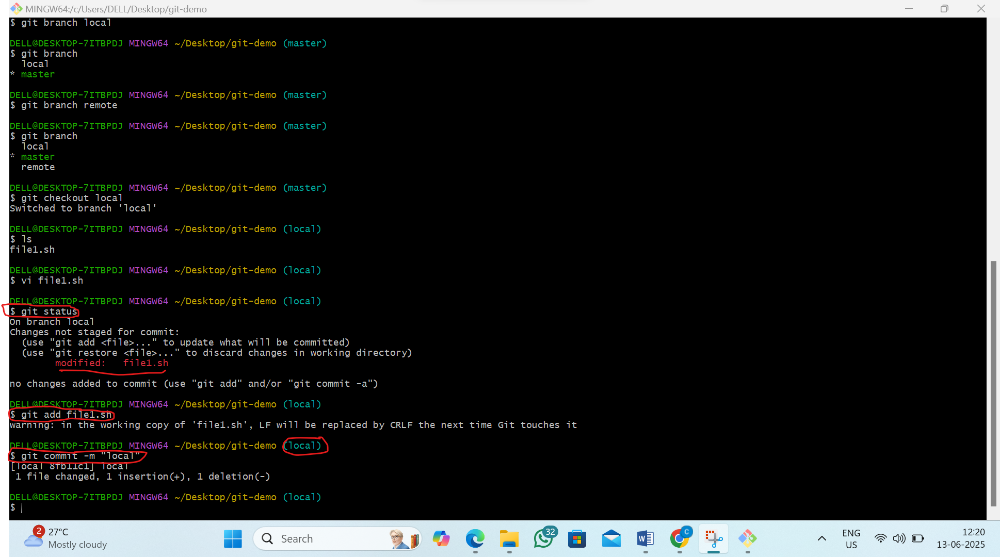 MINGW64:/c/Users/DELL/Desktop/git-demo
$ git branch local
DELL@DESKTOP-7ITBPDJ MINGW64 ~/Desktop/git-demo (master)
$ git branch
  local
* master
DELL@DESKTOP-7ITBPDJ MINGW64 ~/Desktop/git-demo (master)
$ git branch remote
DELL@DESKTOP-7ITBPDJ MINGW64 ~/Desktop/git-demo (master)
$ git branch
  local
* master
  remote
DELL@DESKTOP-7ITBPDJ MINGW64 ~/Desktop/git-demo (master)
$ git checkout local
Switched to branch 'local'
DELL@DESKTOP-7ITBPDJ MINGW64 ~/Desktop/git-demo (local)
$ ls
file1.sh
DELL@DESKTOP-7ITBPDJ MINGW64 ~/Desktop/git-demo (local)
$ vi file1.sh
DELL@DESKTOP-7ITBPDJ MINGW64 ~/Desktop/git-demo (local)
$ git status
On branch local
Changes not staged for commit:
  (use "git add <file>..." to update what will be committed)
  (use "git restore <file>..." to discard changes in working directory)
        modified:   file1.sh
no changes added to commit (use "git add" and/or "git commit -a")
DELL@DESKTOP-7ITBPDJ MINGW64 ~/Desktop/git-demo (local)
$ git add file1.sh
warning: in the working copy of 'file1.sh', LF will be replaced by CRLF the next time Git touches it
DELL@DESKTOP-7ITBPDJ MINGW64 ~/Desktop/git-demo (local)
$ git commit -m "local"
[local 8fb11c1] local
 1 file changed, 1 insertion(+), 1 deletion(-)
DELL@DESKTOP-7ITBPDJ MINGW64 ~/Desktop/git-demo (local)
$
2
27°C
Mostly cloudy
Search
32
C
ENG
US
12:20
13-06-2025